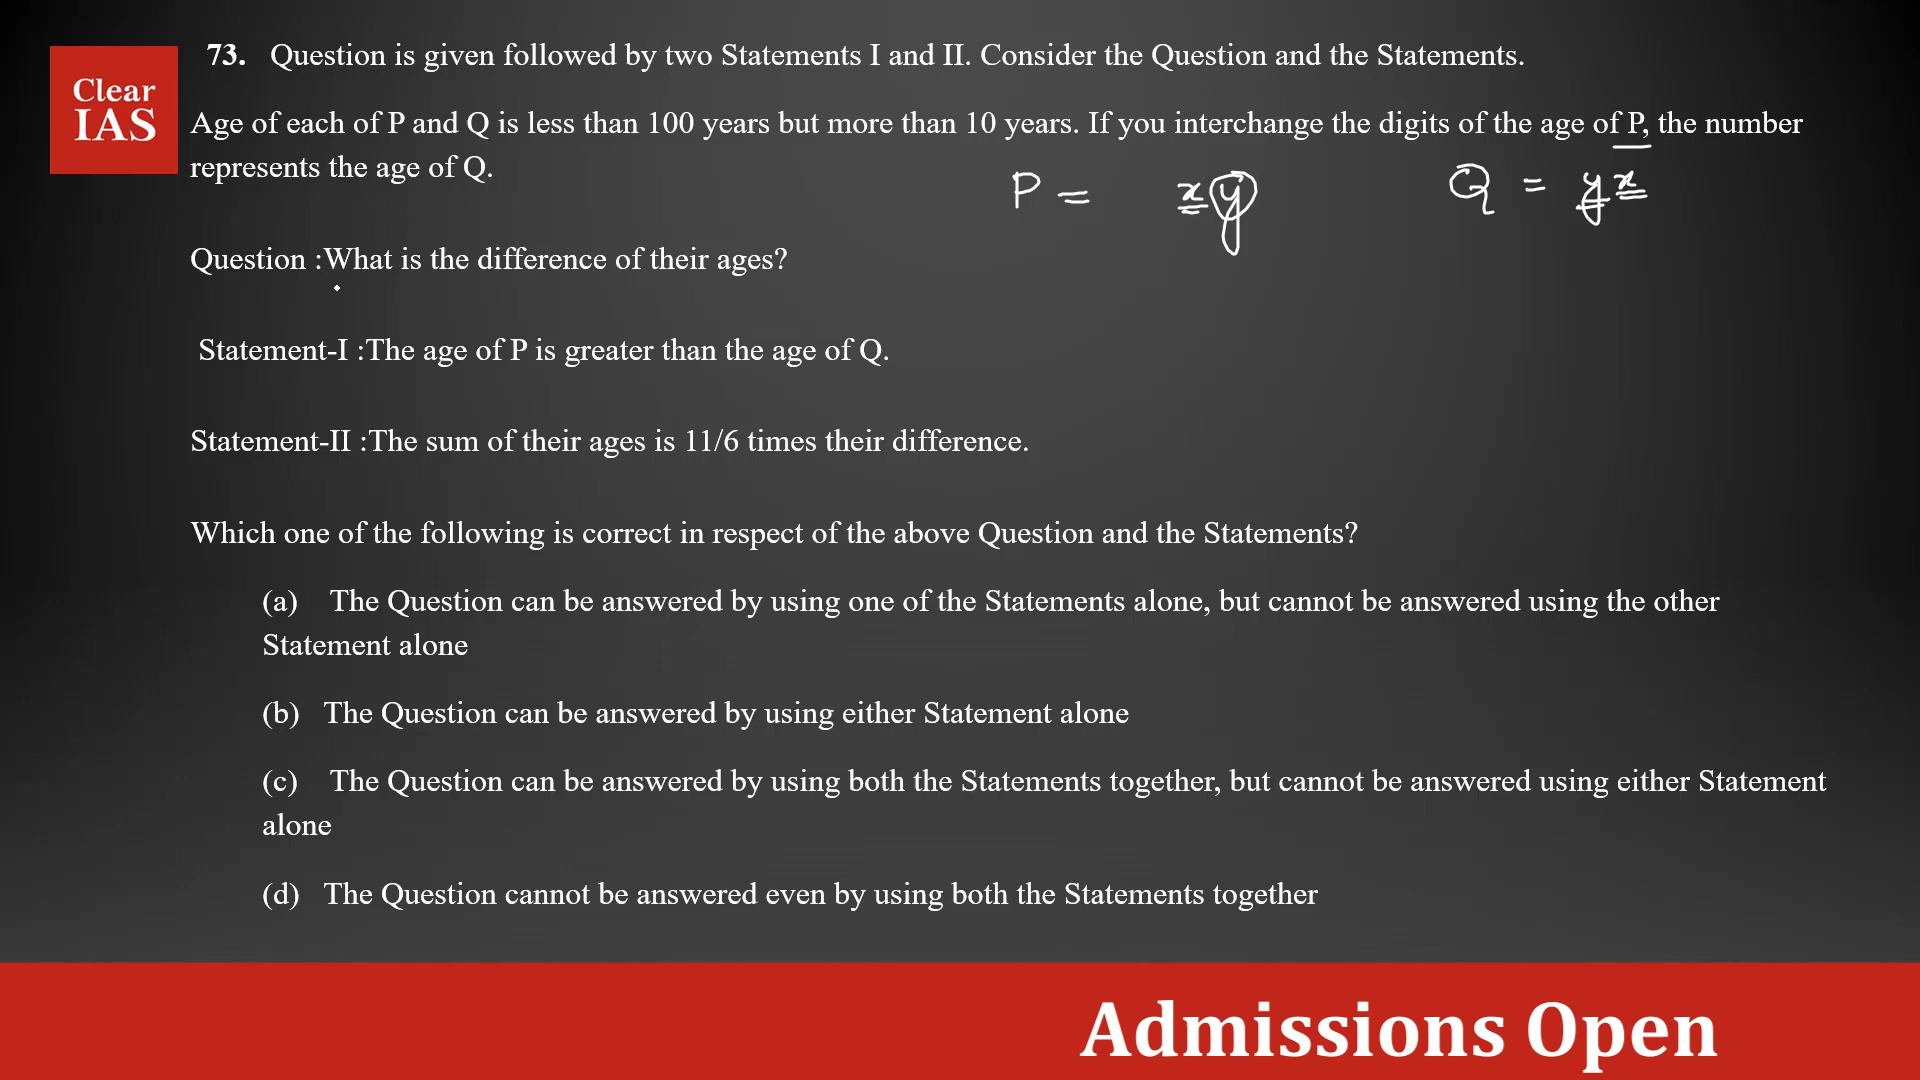 Clear
IAS
73. Question is given followed by two Statements I and II. Consider the Question and the Statements.
Age of each of P and Q is less than 100 years but more than 10 years. If you interchange the digits of the age of P, the number
represents the age of Q.
P = xy Q = yx
Question :What is the difference of their ages?
Statement-I :The age of P is greater than the age of Q.
Statement-II :The sum of their ages is 11/6 times their difference.
Which one of the following is correct in respect of the above Question and the Statements?
(a) The Question can be answered by using one of the Statements alone, but cannot be answered using the other
Statement alone
(b) The Question can be answered by using either Statement alone
(c) The Question can be answered by using both the Statements together, but cannot be answered using either Statement
alone
(d) The Question cannot be answered even by using both the Statements together
Admissions Open